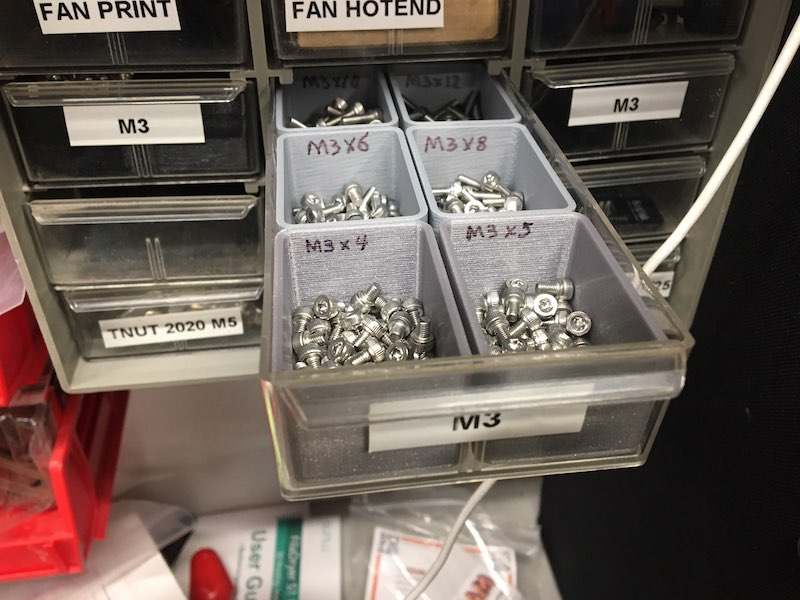 FAN PRINT
FAN HOTEND
M3
M3x10
M3x12
M3
M3x6
M3x8
M3x4
M3x5
TNUT 2020 M5
M3
User Gu